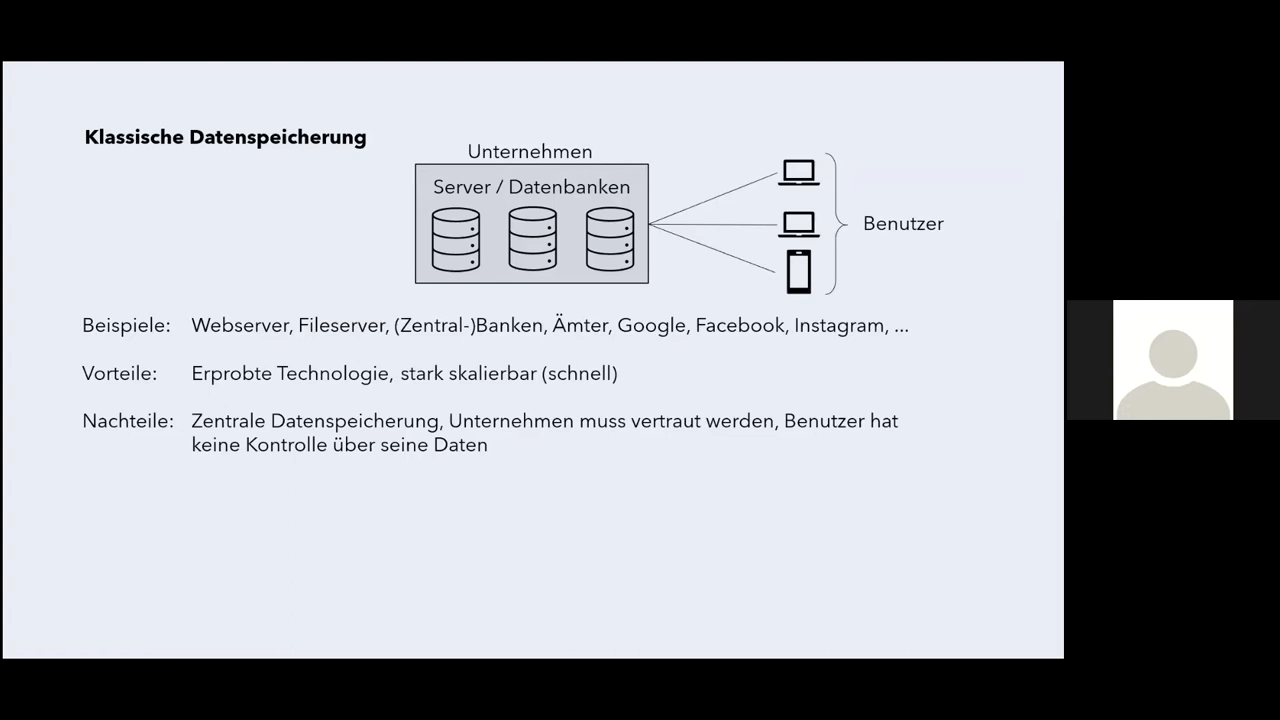 Klassische Datenspeicherung
Unternehmen
Server / Datenbanken
Benutzer
Beispiele: Webserver, Fileserver, (Zentral-)Banken, Ämter, Google, Facebook, Instagram, ...
Vorteile: Erprobte Technologie, stark skalierbar (schnell)
Nachteile: Zentrale Datenspeicherung, Unternehmen muss vertraut werden, Benutzer hat
keine Kontrolle über seine Daten